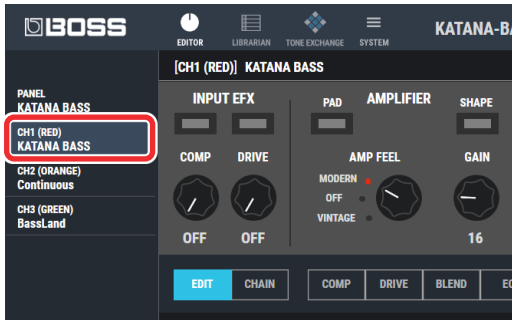 BOSS
EDITOR
LIBRARIAN
TONE EXCHANGE
SYSTEM
KATANA-BA
[CH1 (RED)] KATANA BASS
PANEL
KATANA BASS
CH1 (RED)
KATANA BASS
CH2 (ORANGE)
Continuous
CH3 (GREEN)
BassLand
INPUT EFX
PAD
AMPLIFIER
SHAPE
COMP
DRIVE
AMP FEEL
GAIN
MODERN
OFF
VINTAGE
OFF
OFF
16
EDIT
CHAIN
COMP
DRIVE
BLEND
EQ